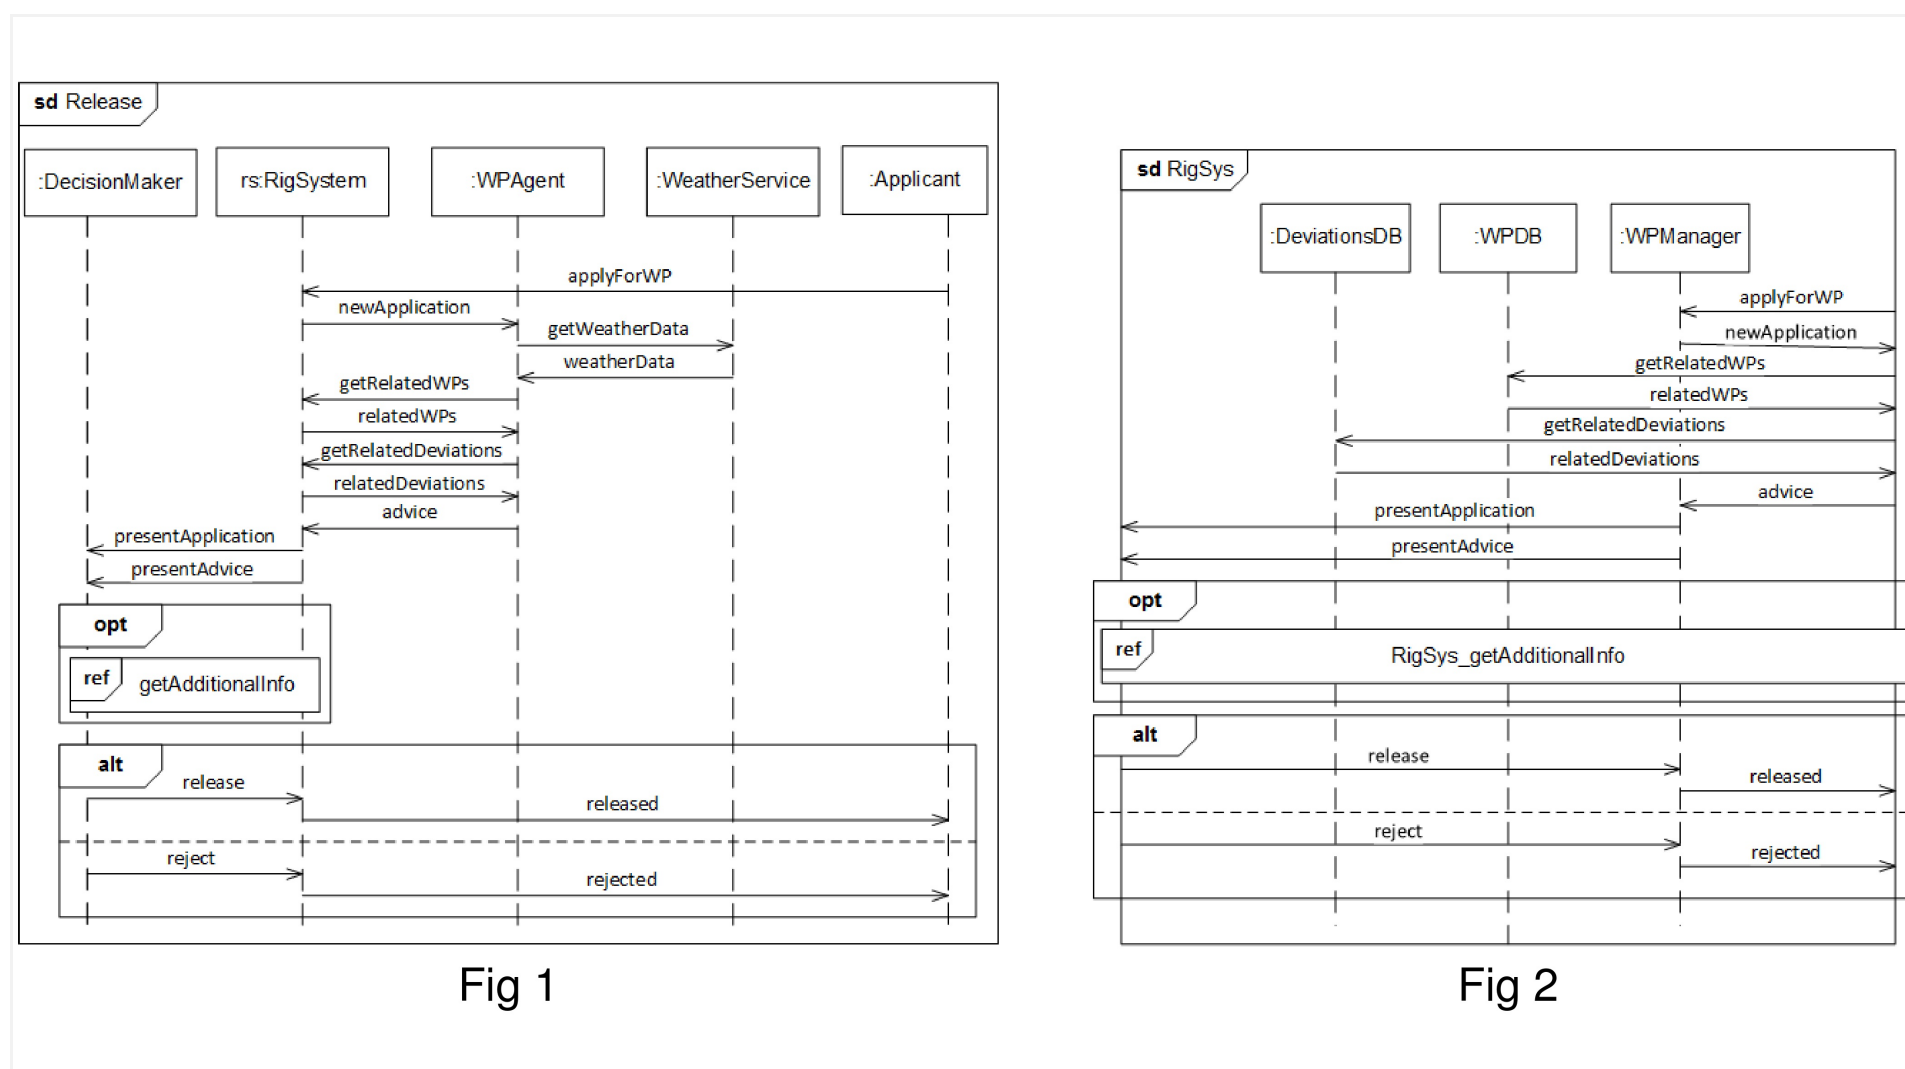 sd Release
:DecisionMaker
rs:RigSystem
:WPAgent
:WeatherService
:Applicant
applyForWP
newApplication
getWeatherData
weatherData
getRelatedWPs
relatedWPs
getRelatedDeviations
relatedDeviations
advice
presentApplication
presentAdvice
opt
ref
getAdditionalInfo
alt
release
released
reject
rejected
Fig 1
sd RigSys
:DeviationsDB
:WPDB
:WPManager
applyForWP
newApplication
getRelatedWPs
relatedWPs
getRelatedDeviations
relatedDeviations
advice
presentApplication
presentAdvice
opt
ref
RigSys_getAdditionalInfo
alt
release
released
reject
rejected
Fig 2